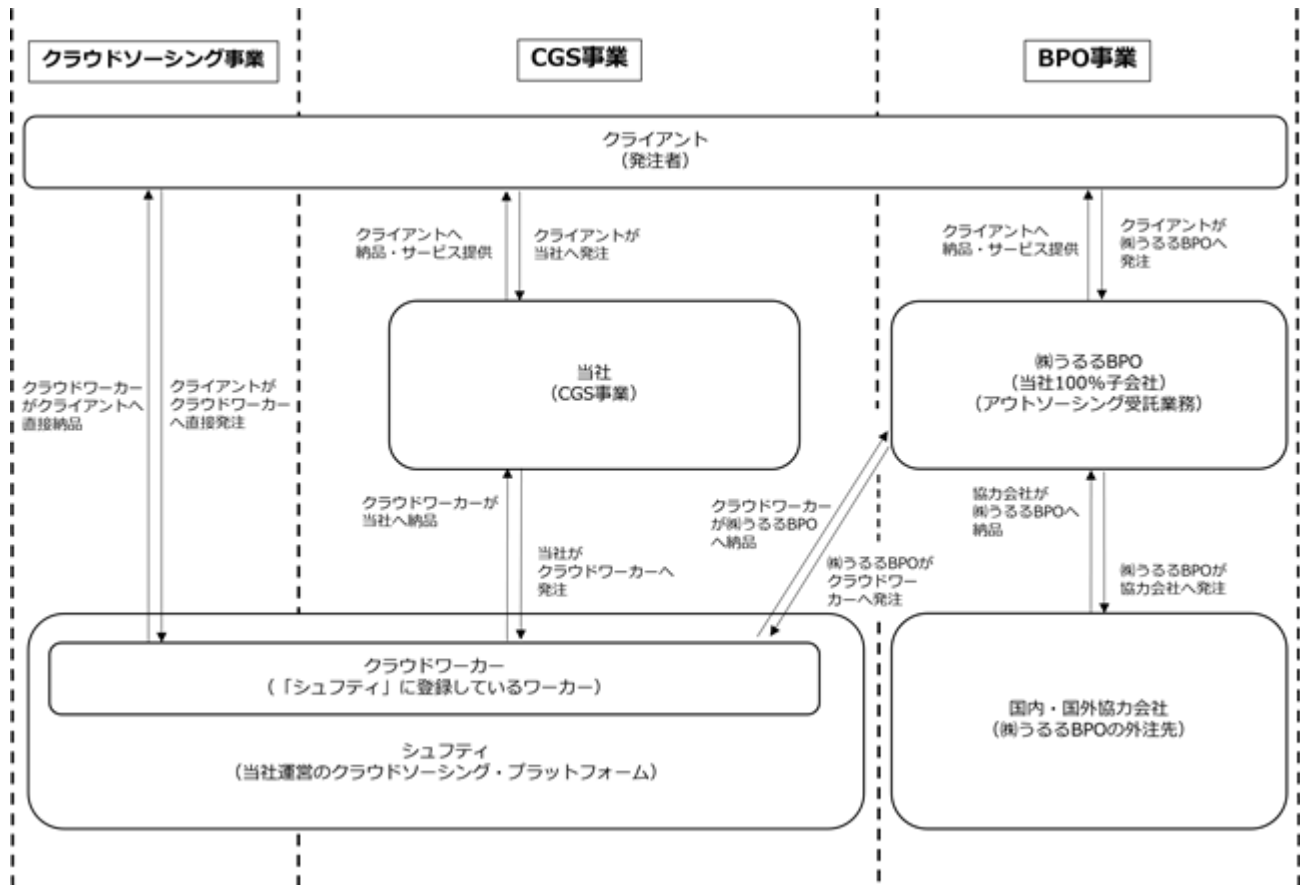 クラウドソーシング事業
CGS事業
BPO事業
クライアント
（発注者）
クライアントへ
納品・サービス提供
クライアントが
当社へ発注
クライアントへ
納品・サービス提供
クライアントが
㈱うるるBPOへ
発注
クラウドワーカー
がクライアントへ
直接納品
クライアントが
クラウドワーカー
へ直接発注
当社
（CGS事業）
㈱うるるBPO
（当社100%子会社）
（アウトソーシング受託業務）
クラウドワーカーが
当社へ納品
当社が
クラウドワーカーへ
発注
クラウドワーカー
が㈱うるるBPO
へ納品
㈱うるるBPOが
クラウドワー
カーへ発注
協力会社が
㈱うるるBPOへ
納品
㈱うるるBPOが
協力会社へ発注
クラウドワーカー
（「シュフティ」に登録しているワーカー）
シュフティ
（当社運営のクラウドソーシング・プラットフォーム）
国内・国外協力会社
（㈱うるるBPOの外注先）